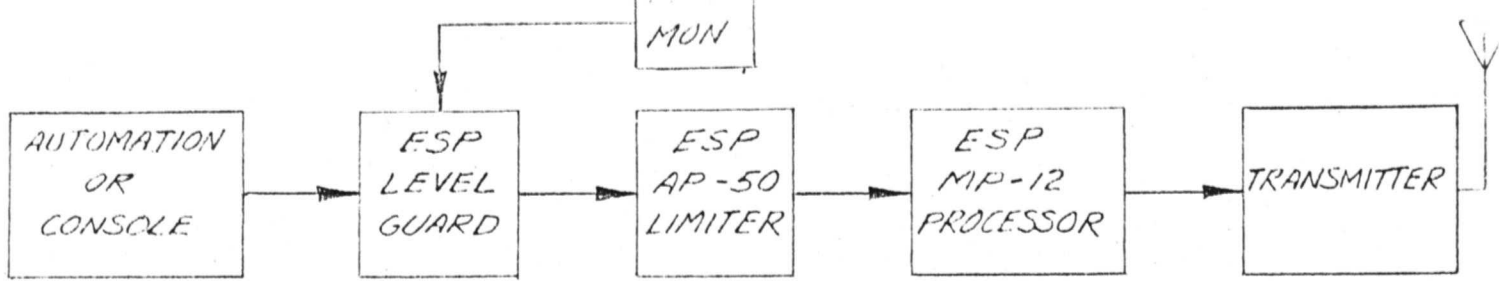 MON
AUTOMATION
OR
CONSOLE
ESP
LEVEL
GUARD
ESP
AP-50
LIMITER
ESP
MP-12
PROCESSOR
TRANSMITTER